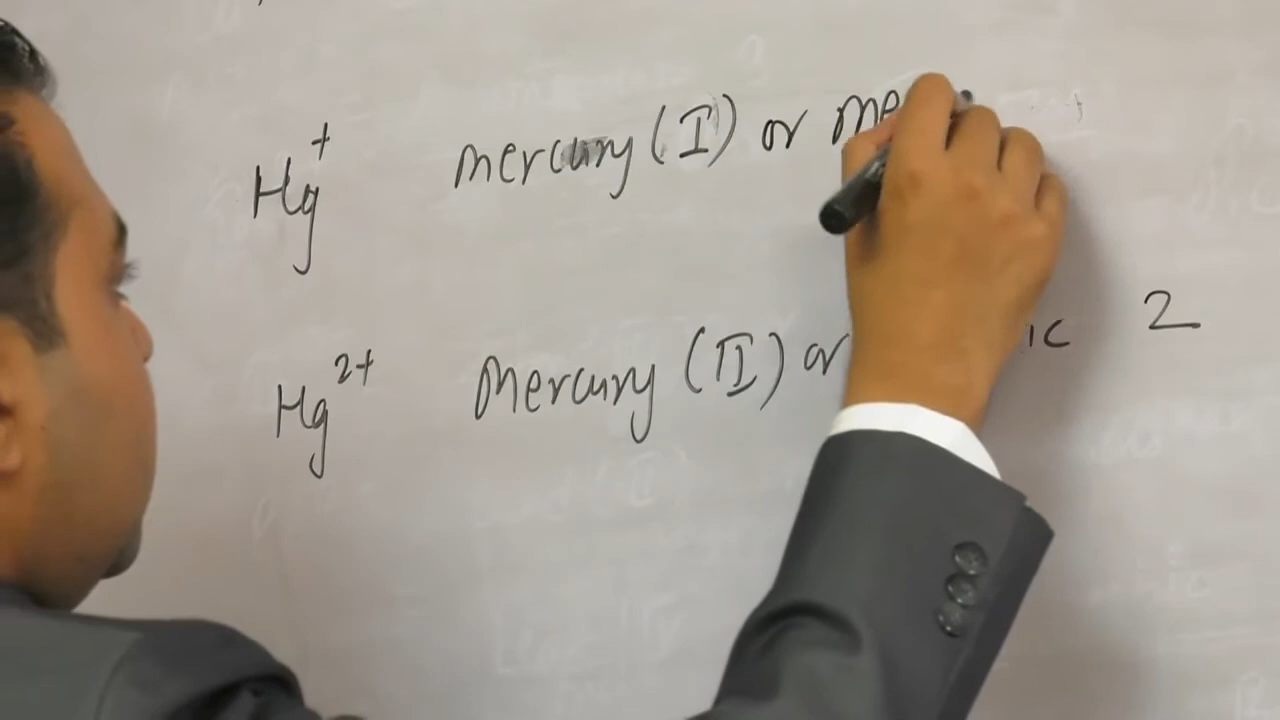 Hg⁺ mercury (I) or me
Hg²⁺ Mercury (II) or ic 2